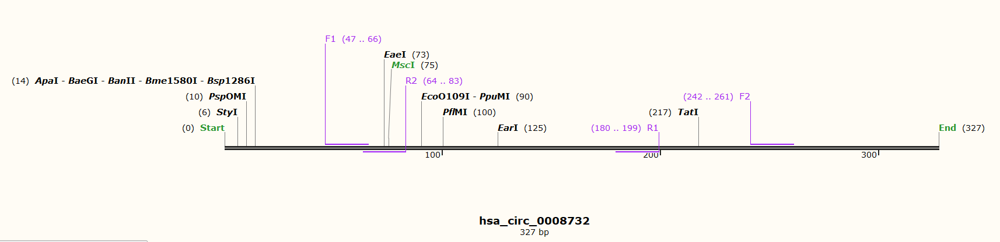 F1 (47 .. 66)
EaeI (73)
MscI (75)
(14) ApaI - BaeGI - BanII - Bme1580I - Bsp1286I
R2 (64 .. 83)
(10) PspOMI
EcoO109I - PpuMI (90)
(242 .. 261) F2
(6) StyI
PflMI (100)
(217) TatI
(0) Start
EarI (125)
(180 .. 199) R1
End (327)
100
200
300
hsa_circ_0008732
327 bp